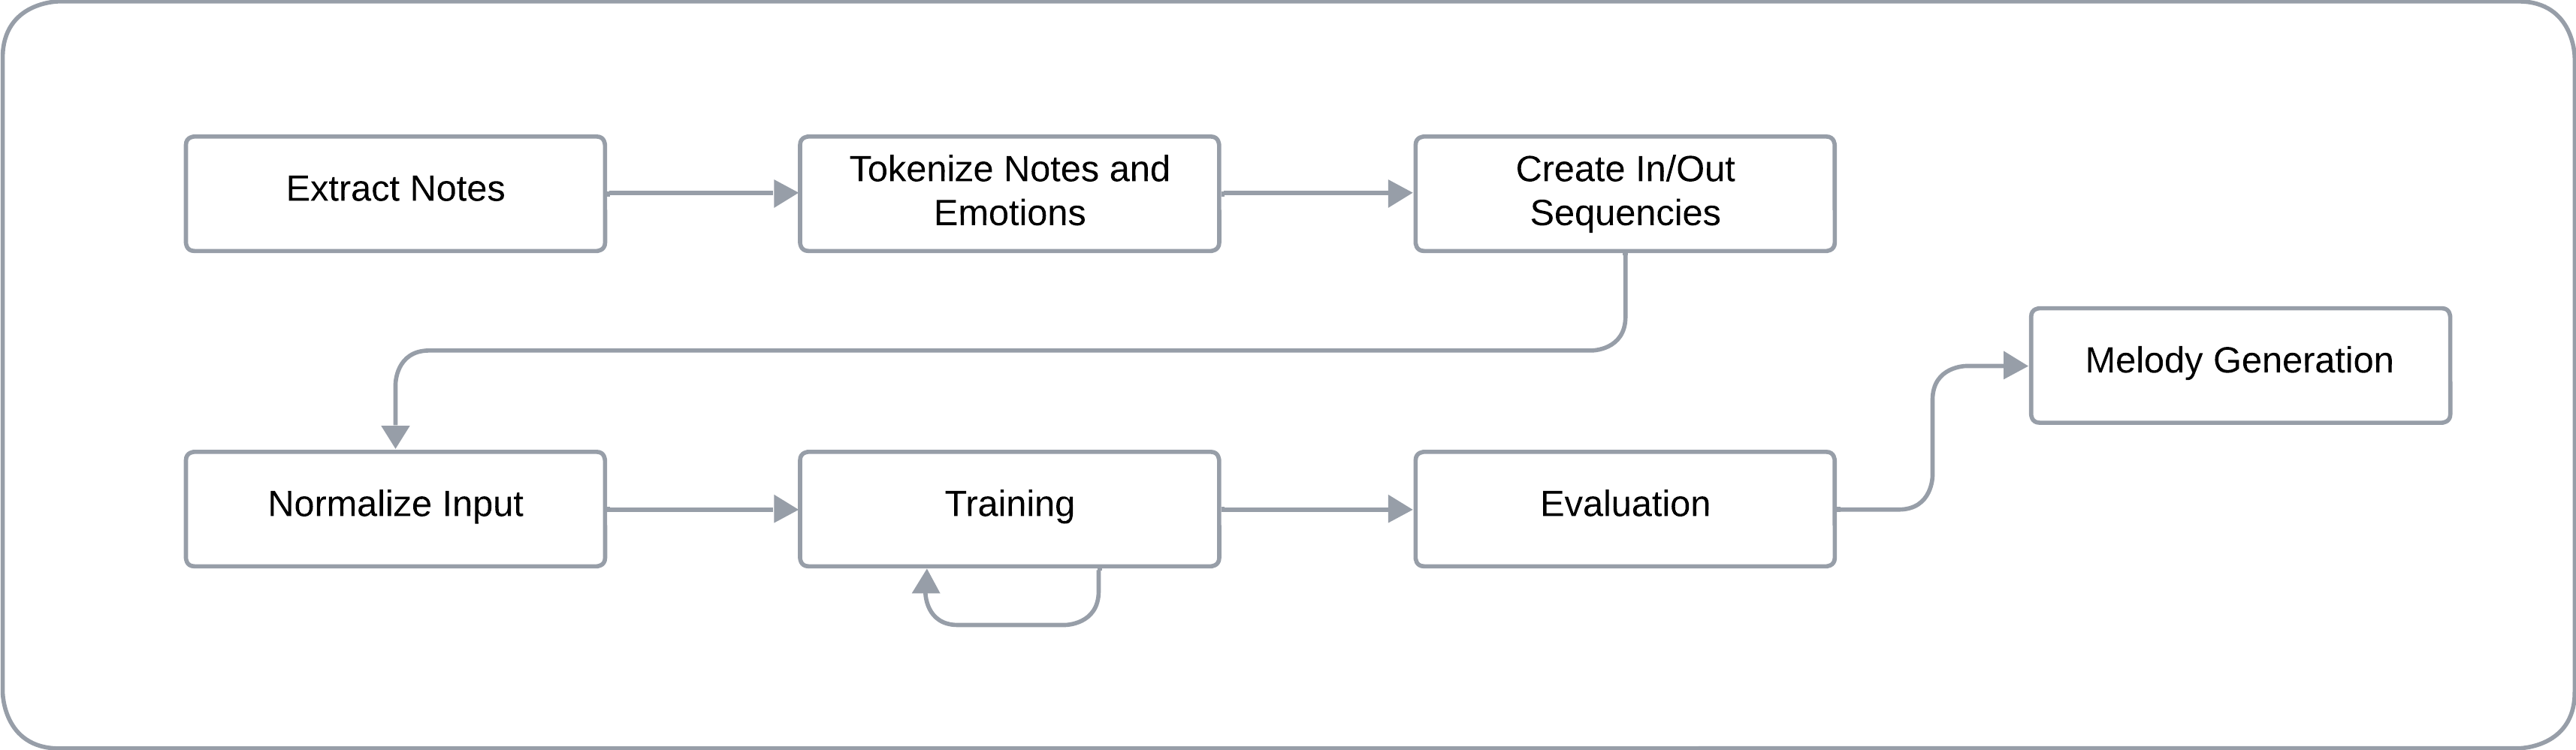 Extract Notes
Tokenize Notes and
Emotions
Create In/Out
Sequencies
Melody Generation
Normalize Input
Training
Evaluation